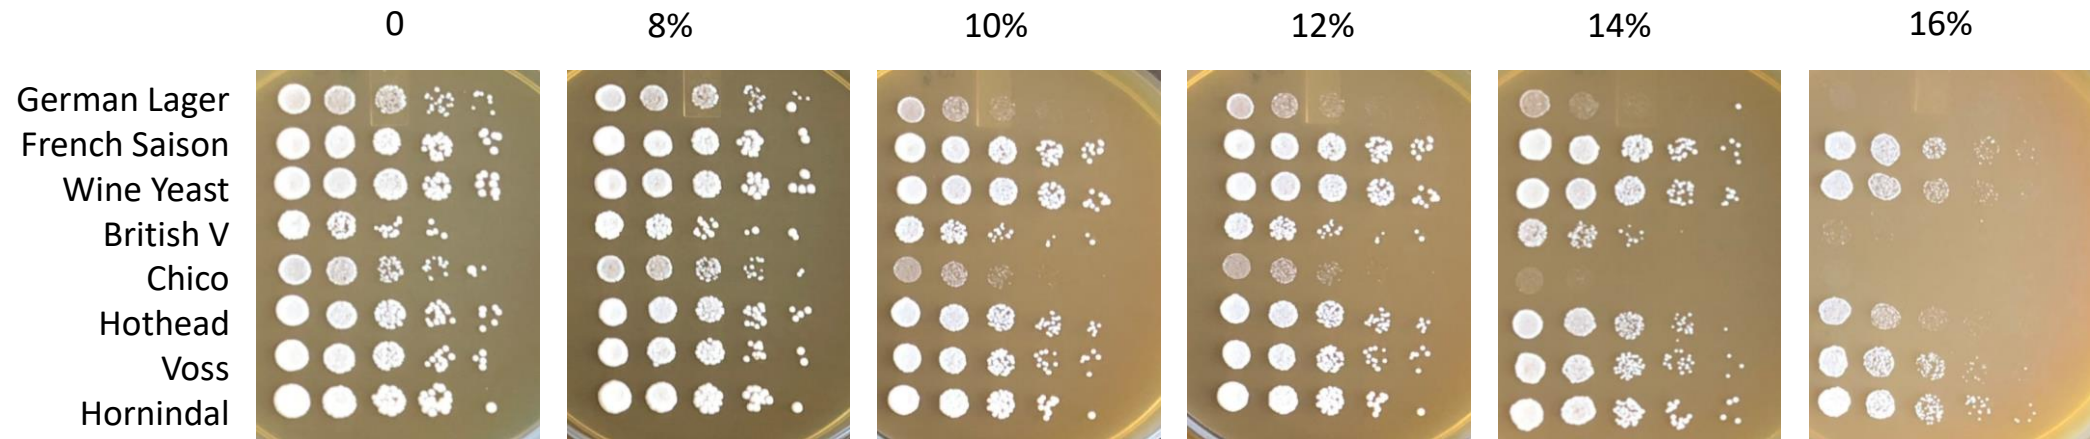 0 8% 10% 12% 14% 16%
German Lager
French Saison
Wine Yeast
British V
Chico
Hothead
Voss
Hornindal